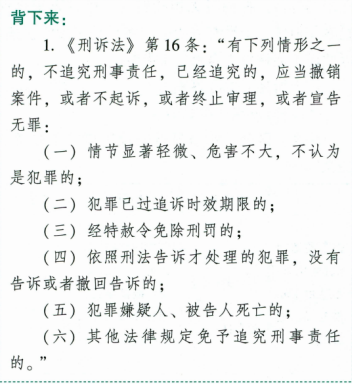 背下来：
1.《刑诉法》第 16 条：“有下列情形之一
的，不追究刑事责任，已经追究的，应当撤销
案件，或者不起诉，或者终止审理，或者宣告
无罪：
（一）情节显著轻微、危害不大，不认为
是犯罪的；
（二）犯罪已过追诉时效期限的；
（三）经特赦令免除刑罚的；
（四）依照刑法告诉才处理的犯罪，没有
告诉或者撤回告诉的；
（五）犯罪嫌疑人、被告人死亡的；
（六）其他法律规定免予追究刑事责任
的。”